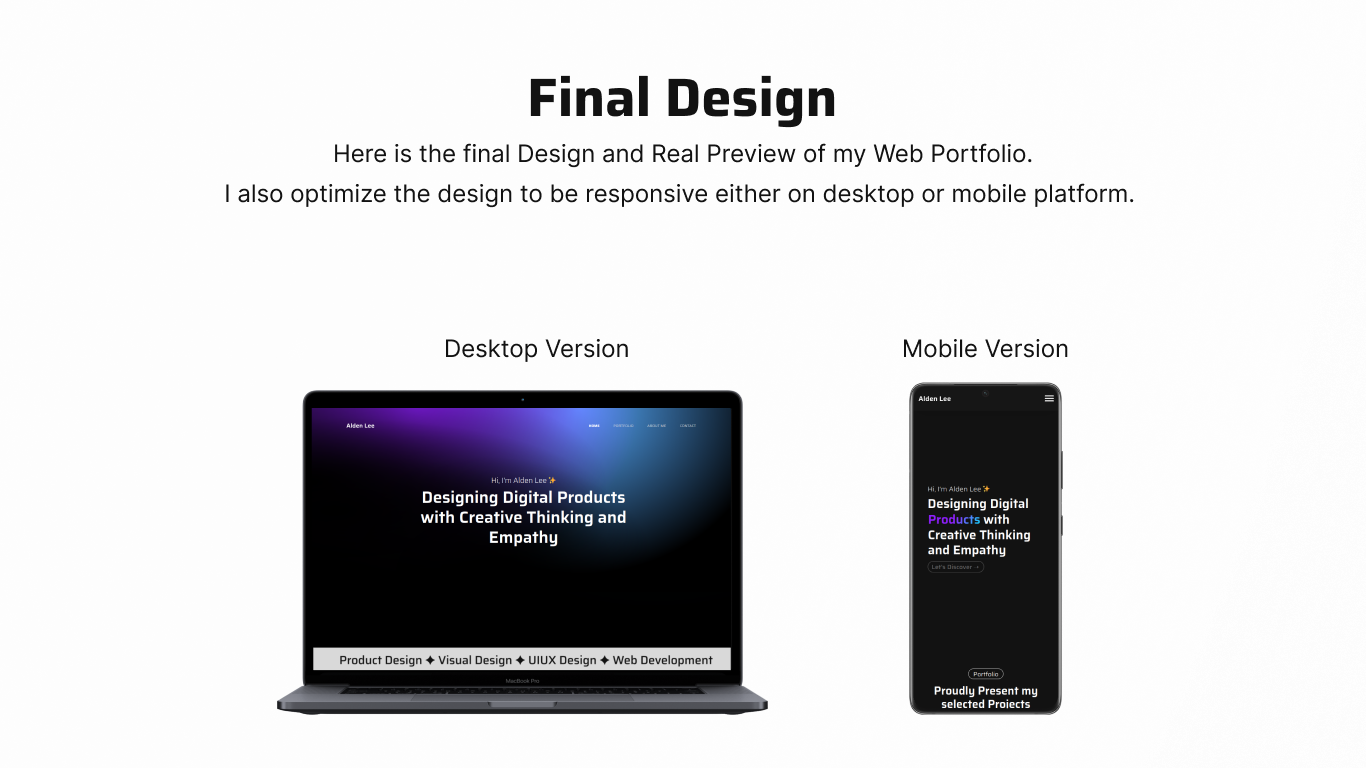 Final Design
Here is the final Design and Real Preview of my Web Portfolio.
I also optimize the design to be responsive either on desktop or mobile platform.
Desktop Version
Alden Lee
HOME PORTFOLIO ABOUT ME CONTACT
Hi, I'm Alden Lee ✨
Designing Digital Products
with Creative Thinking and
Empathy
Product Design ✦ Visual Design ✦ UIUX Design ✦ Web Development
MacBook Pro
Mobile Version
Alden Lee
Hi, I'm Alden Lee ✨
Designing Digital
Products with
Creative Thinking
and Empathy
Let's Discover →
Portfolio
Proudly Present my
selected Projects